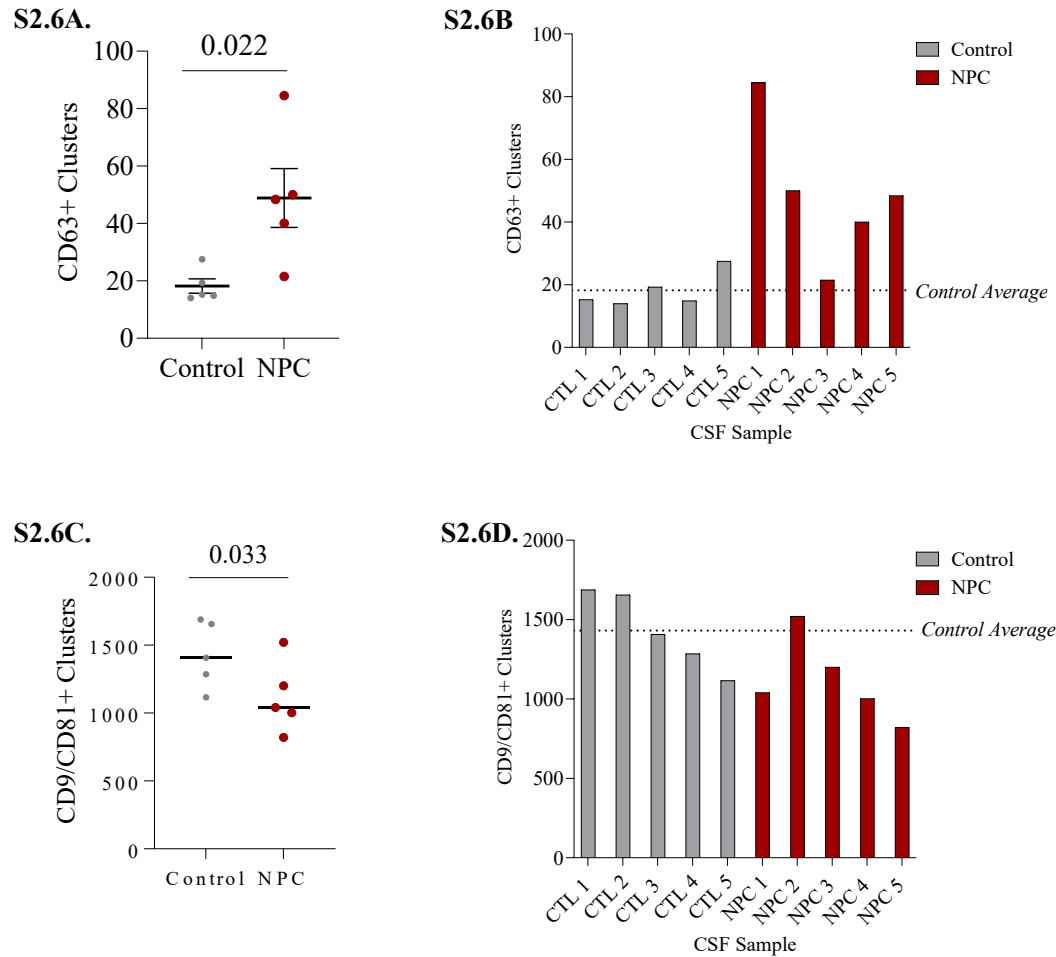 S2.6A.
0.022
CD63+ Clusters
100
80
60
40
20
0
Control NPC
S2.6B
CD63+ Clusters
100
80
60
40
20
0
Control
NPC
Control Average
CTL 1
CTL 2
CTL 3
CTL 4
CTL 5
NPC 1
NPC 2
NPC 3
NPC 4
NPC 5
CSF Sample
S2.6C.
0.033
CD9/CD81+ Clusters
2000
1500
1000
500
0
Control NPC
S2.6D.
CD9/CD81+ Clusters
2000
1500
1000
500
0
Control
NPC
Control Average
CTL 1
CTL 2
CTL 3
CTL 4
CTL 5
NPC 1
NPC 2
NPC 3
NPC 4
NPC 5
CSF Sample